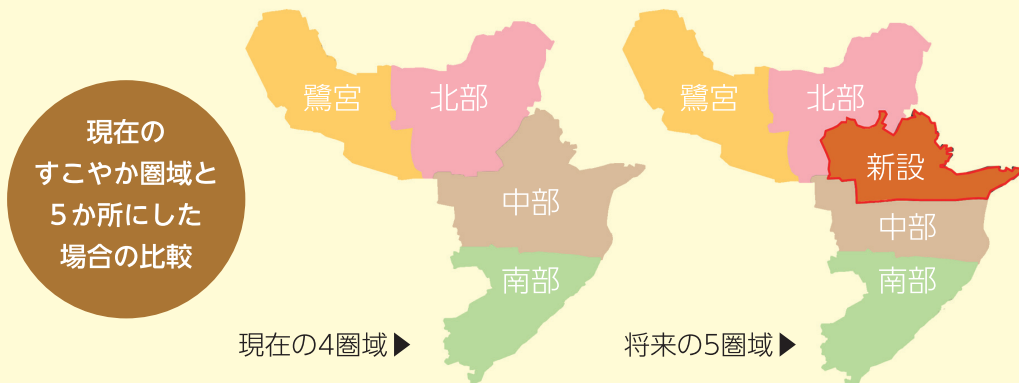 現在の
すこやか圏域と
5か所にした
場合の比較
鷺宮
北部
中部
南部
現在の4圏域▶
鷺宮
北部
新設
中部
南部
将来の5圏域▶